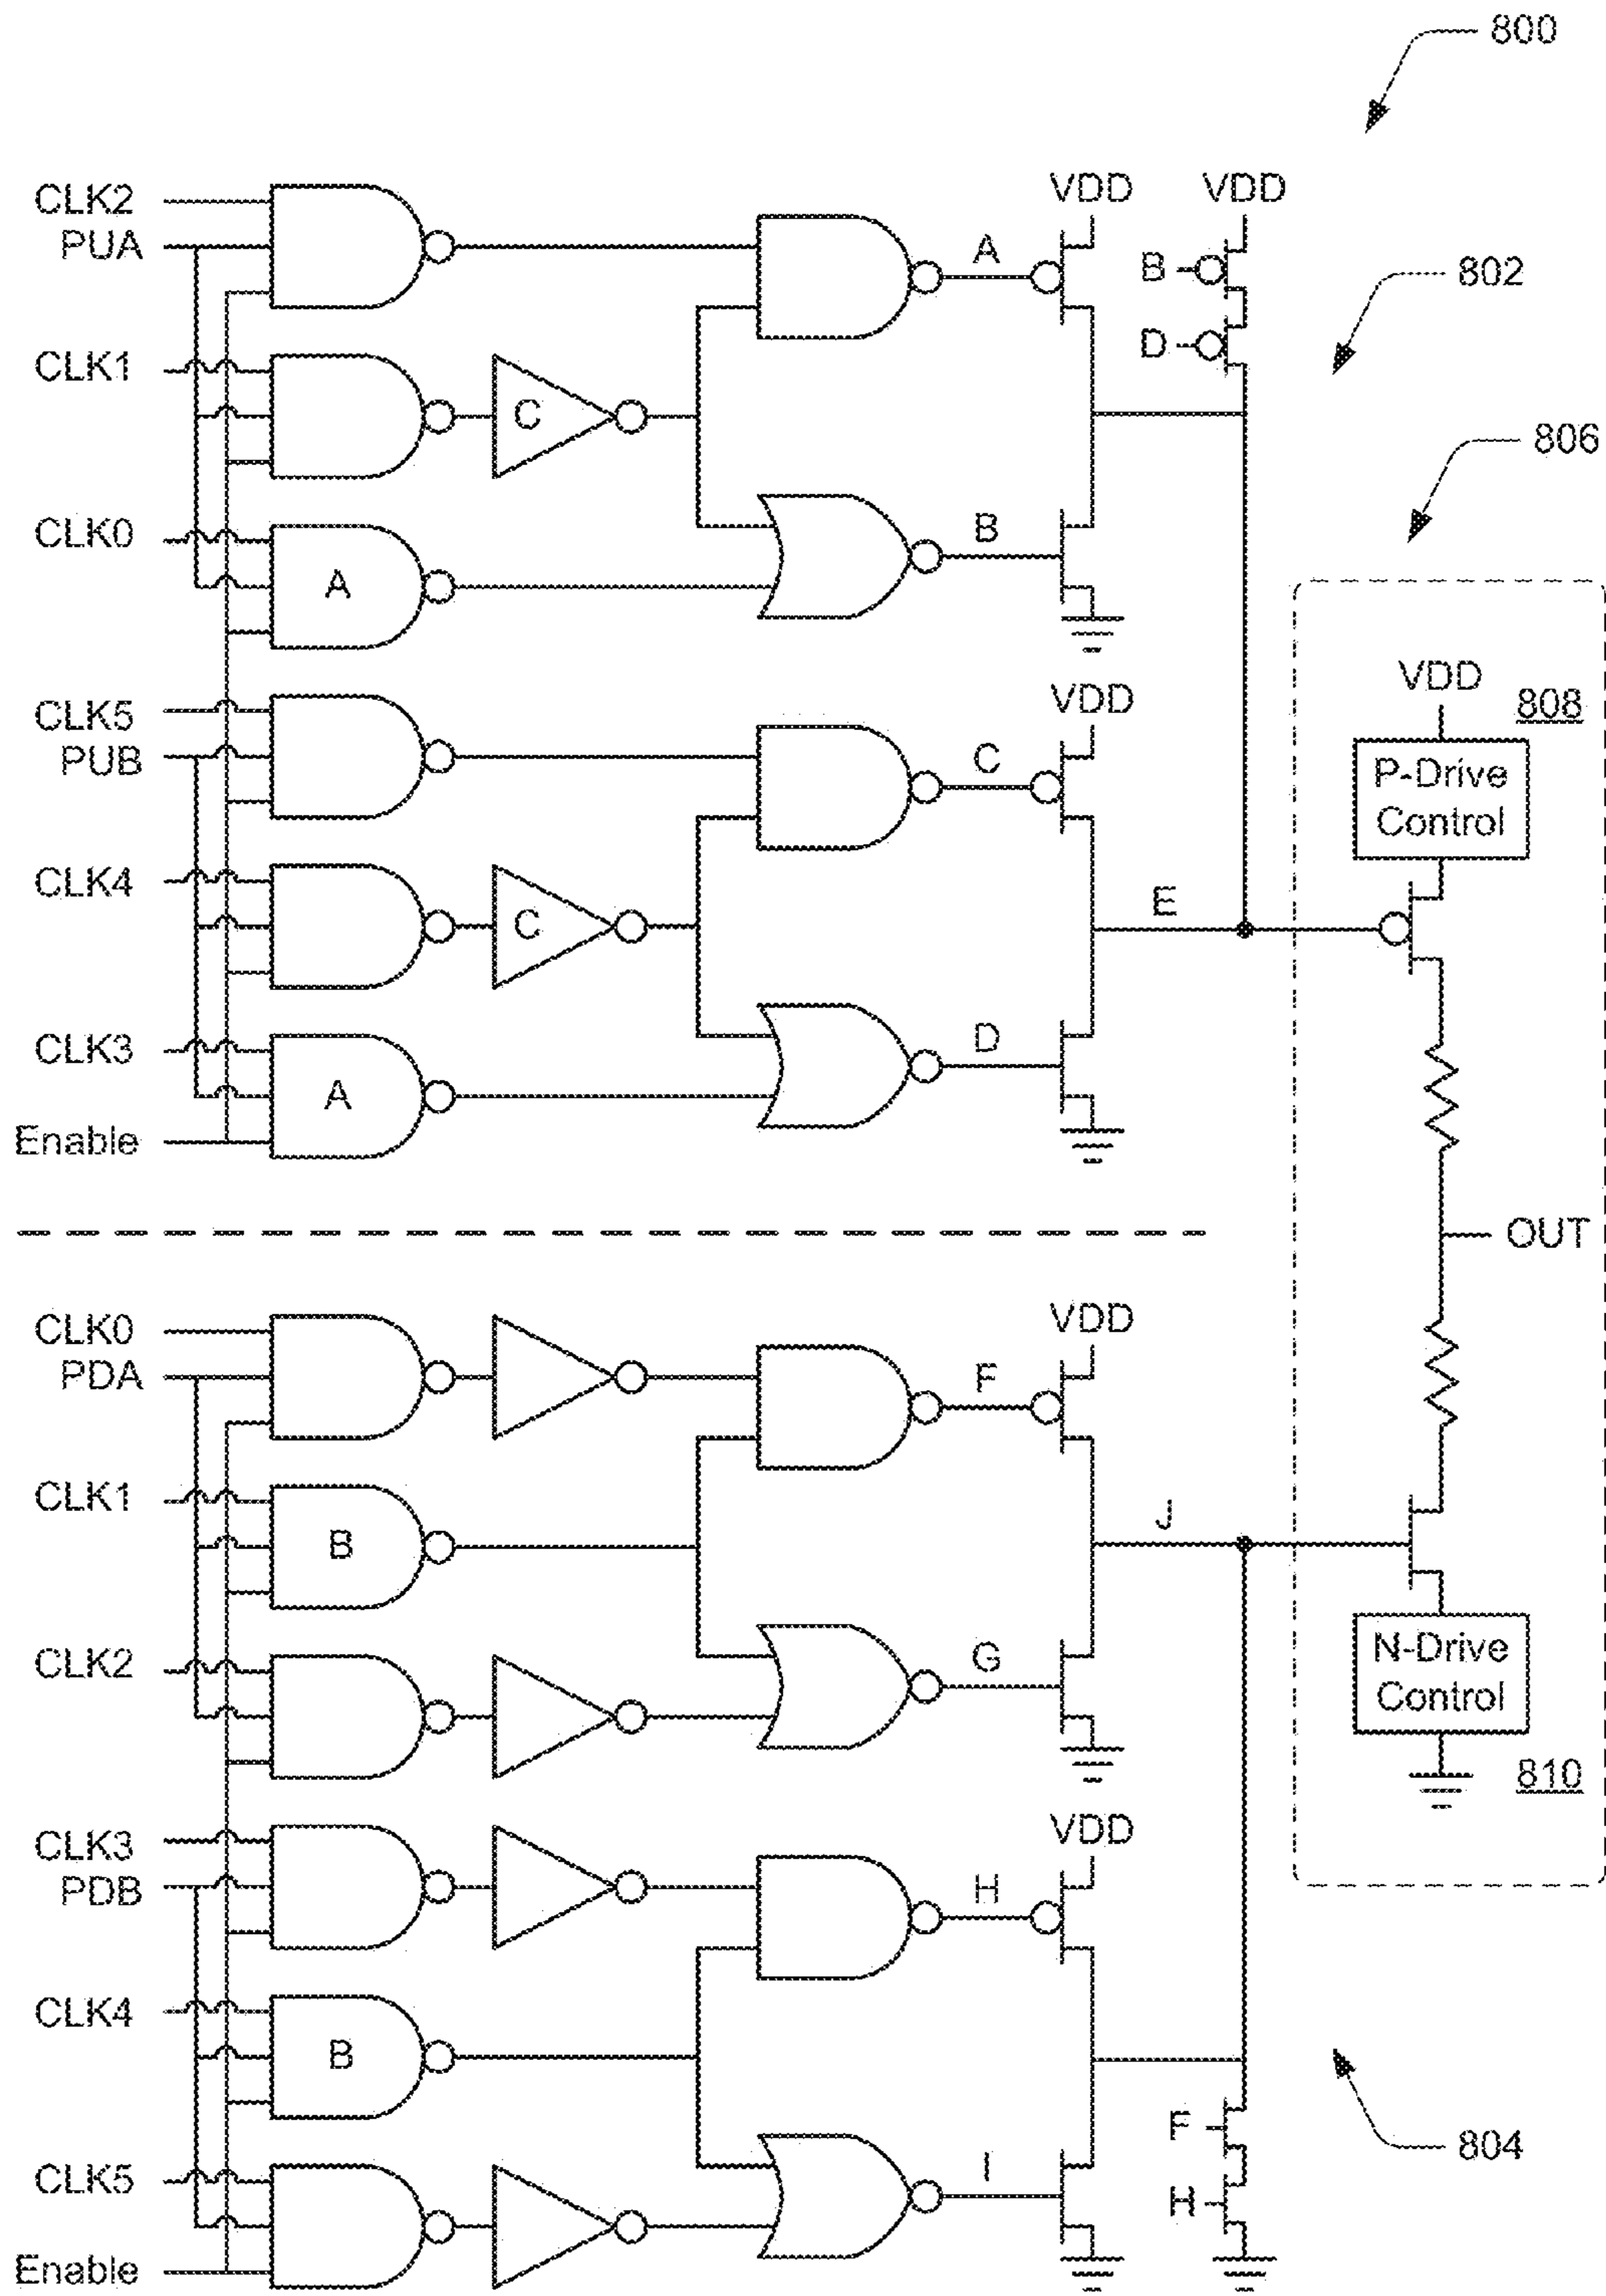 800
CLK2
PUA
VDD
VDD
A
B
802
D
CLK1
C
806
CLK0
A
B
VDD
808
CLK5
PUB
VDD
C
P-Drive
Control
CLK4
C
E
CLK3
A
D
Enable
OUT
CLK0
PDA
VDD
F
CLK1
B
J
CLK2
G
N-Drive
Control
810
CLK3
PDB
VDD
H
CLK4
B
F
804
CLK5
I
H
Enable